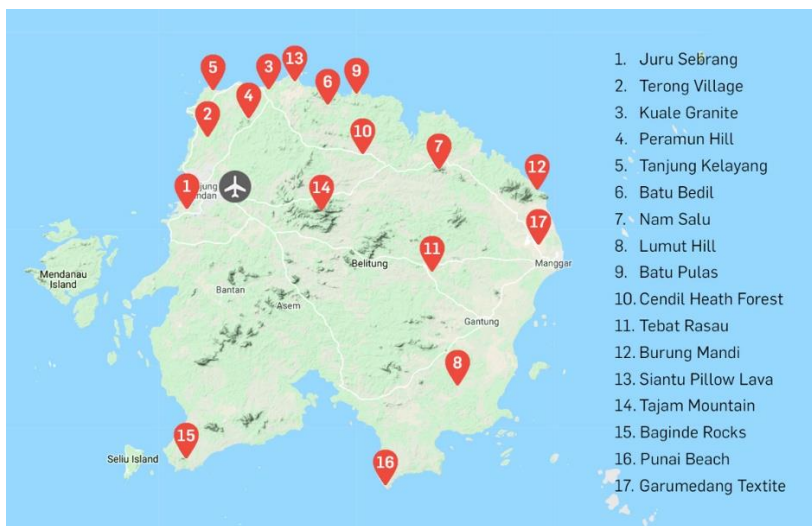 1. Juru Sebrang
2. Terong Village
3. Kuale Granite
4. Peramun Hill
5. Tanjung Kelayang
6. Batu Bedil
7. Nam Salu
8. Lumut Hill
9. Batu Pulas
10. Cendil Heath Forest
11. Tebat Rasau
12. Burung Mandi
13. Siantu Pillow Lava
14. Tajam Mountain
15. Baginde Rocks
16. Punai Beach
17. Garumedang Textite
13
5
3
9
6
4
2
10
7
12
14
1
17
11
8
15
16
Mendanau
Island
Belitung
Manggar
Bantan
Asem
Gantung
Seliu Island